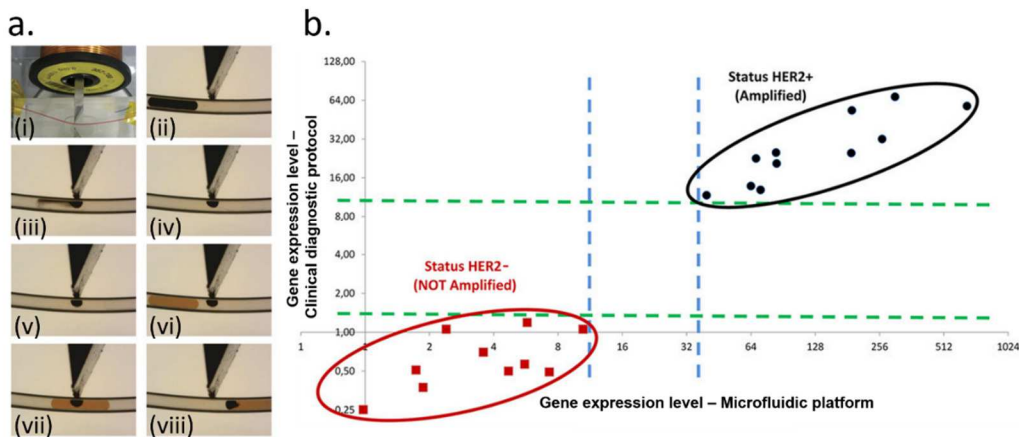 a.
(i)
(ii)
(iii)
(iv)
(v)
(vi)
(vii)
(viii)
b.
Gene expression level –
Clinical diagnostic protocol
128,00
64,00
32,00
16,00
8,00
4,00
2,00
1,00
0,50
0,25
Status HER2+
(Amplified)
Status HER2-
(NOT Amplified)
1
2
4
8
16
32
64
128
256
512
1024
Gene expression level – Microfluidic platform